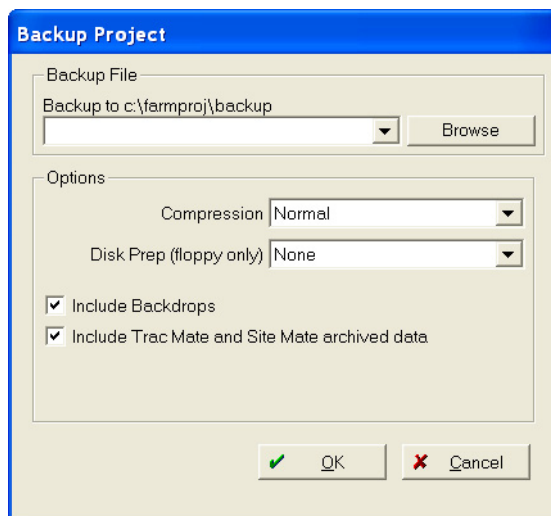 Backup Project
Backup File
Backup to c:\farmproj\backup
Browse
Options
Compression Normal
Disk Prep (floppy only) None
Include Backdrops
Include Trac Mate and Site Mate archived data
OK Cancel